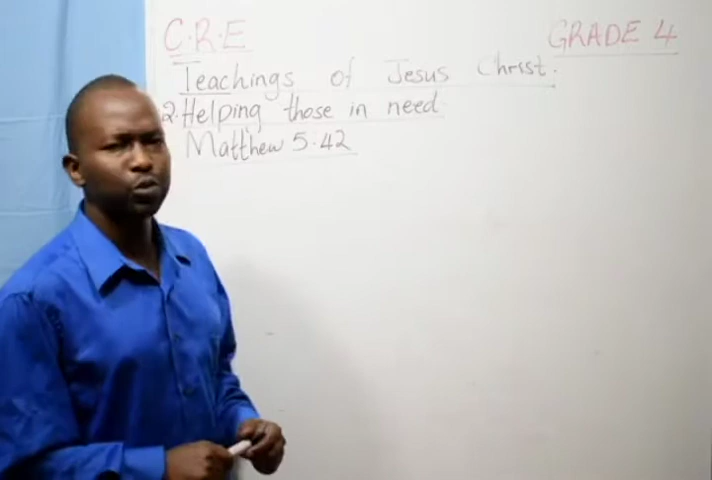 C.R.E GRADE 4
Teachings of Jesus Christ.
2. Helping those in need
Matthew 5.42